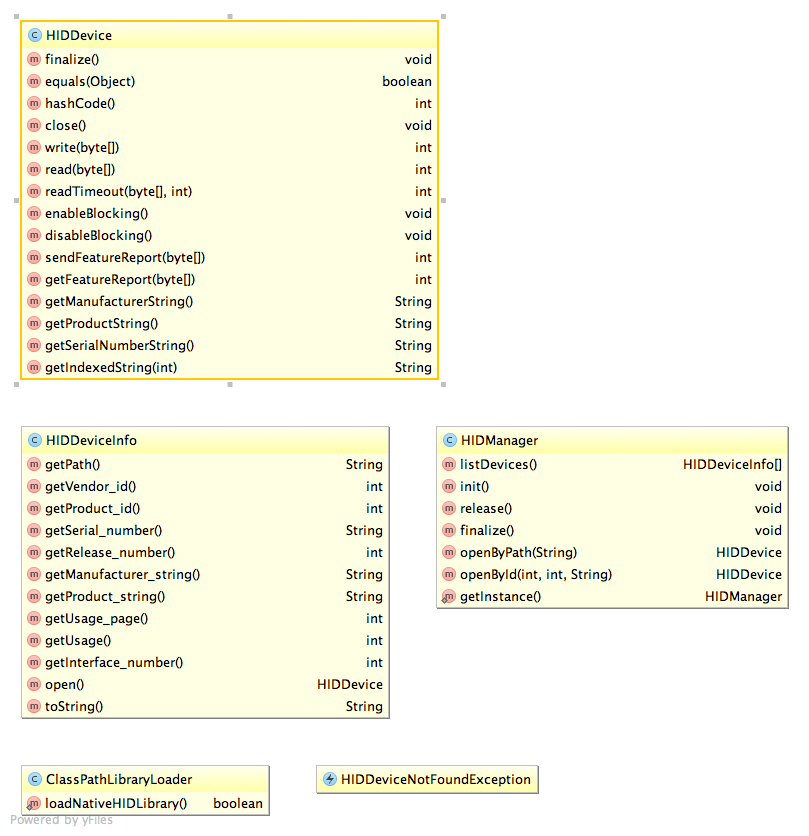 HIDDevice
finalize() void
equals(Object) boolean
hashCode() int
close() void
write(byte[]) int
read(byte[]) int
readTimeout(byte[], int) int
enableBlocking() void
disableBlocking() void
sendFeatureReport(byte[]) int
getFeatureReport(byte[]) int
getManufacturerString() String
getProductString() String
getSerialNumberString() String
getIndexedString(int) String
HIDDeviceInfo
getPath() String
getVendor_id() int
getProduct_id() int
getSerial_number() String
getRelease_number() int
getManufacturer_string() String
getProduct_string() String
getUsage_page() int
getUsage() int
getInterface_number() int
open() HIDDevice
toString() String
HIDManager
listDevices() HIDDeviceInfo[]
init() void
release() void
finalize() void
openByPath(String) HIDDevice
openById(int, int, String) HIDDevice
getInstance() HIDManager
ClassPathLibraryLoader
loadNativeHIDLibrary() boolean
HIDDeviceNotFoundException
Powered by yFiles